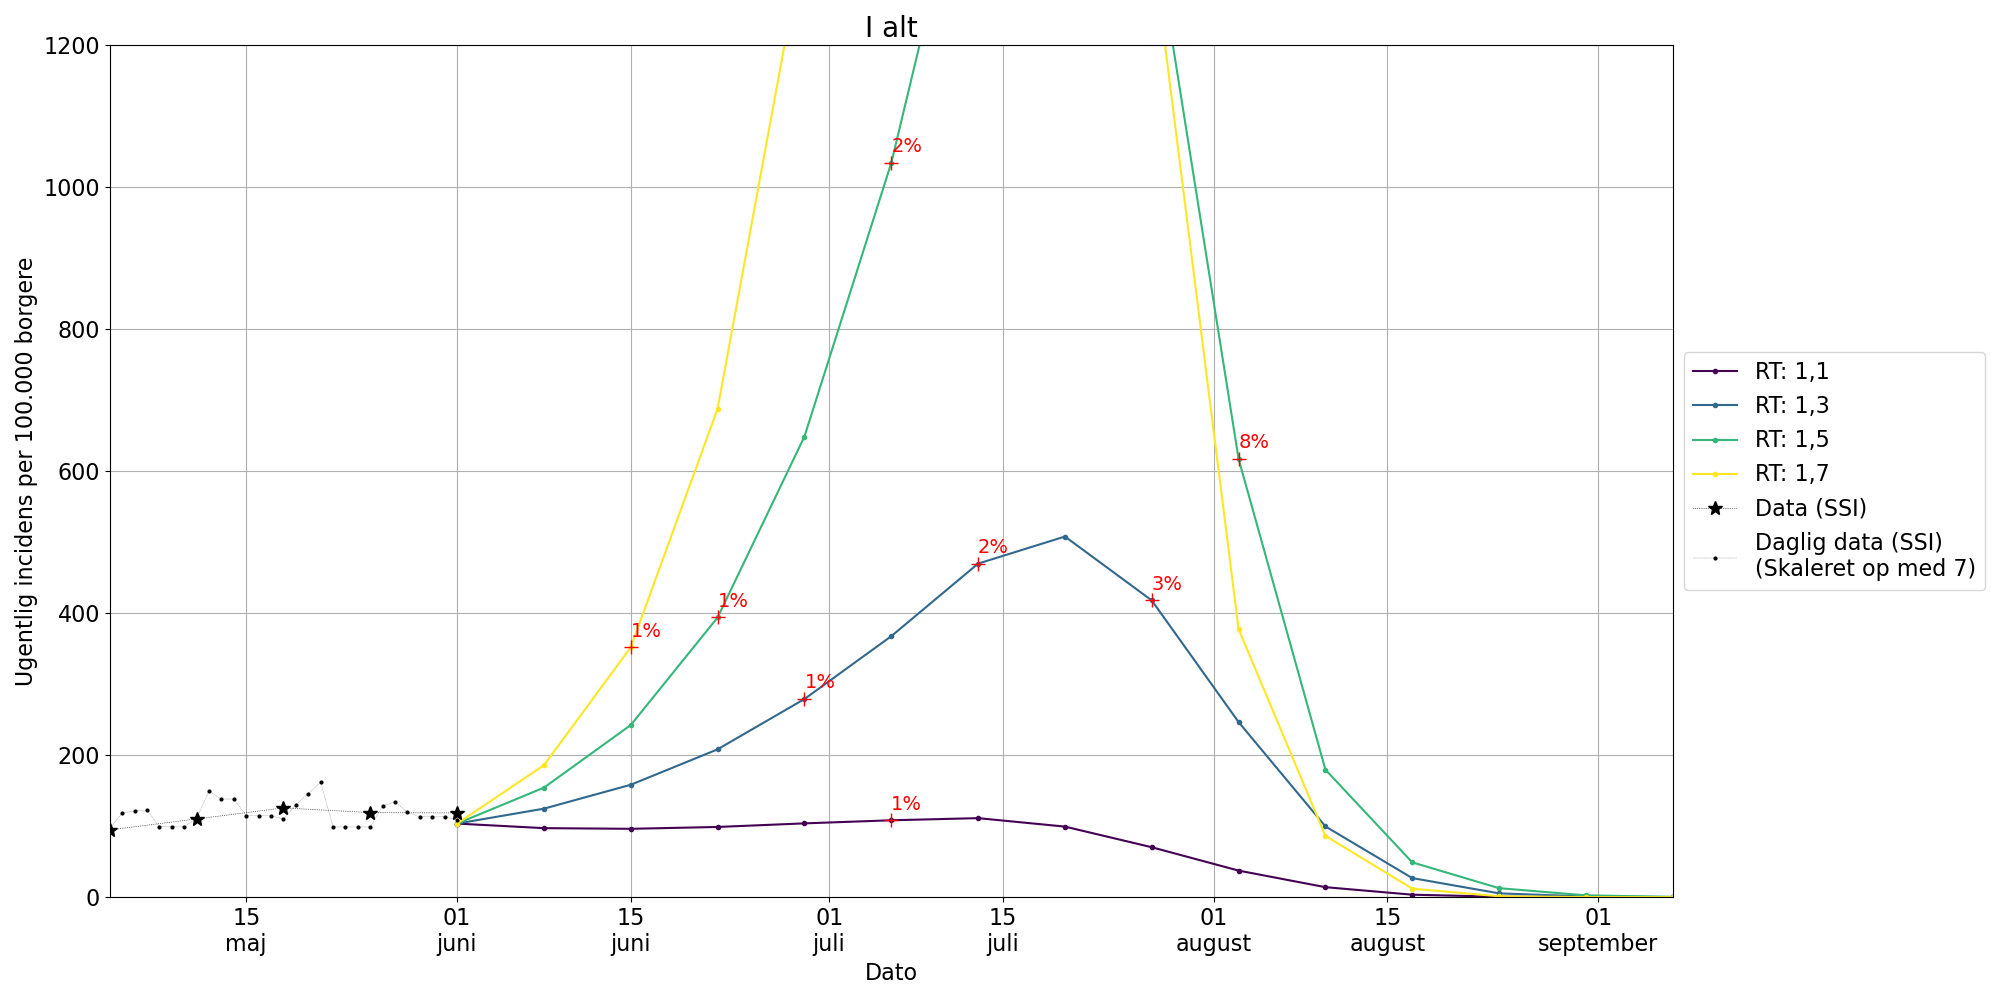 I alt
Ugentlig incidens per 100.000 borgere
1200
1000
800
600
400
200
0
2%
8%
2%
3%
1%
1%
1%
1%
15
maj
01
juni
15
juni
01
juli
15
juli
01
august
15
august
01
september
Dato
RT: 1,1
RT: 1,3
RT: 1,5
RT: 1,7
Data (SSI)
Daglig data (SSI)
(Skaleret op med 7)